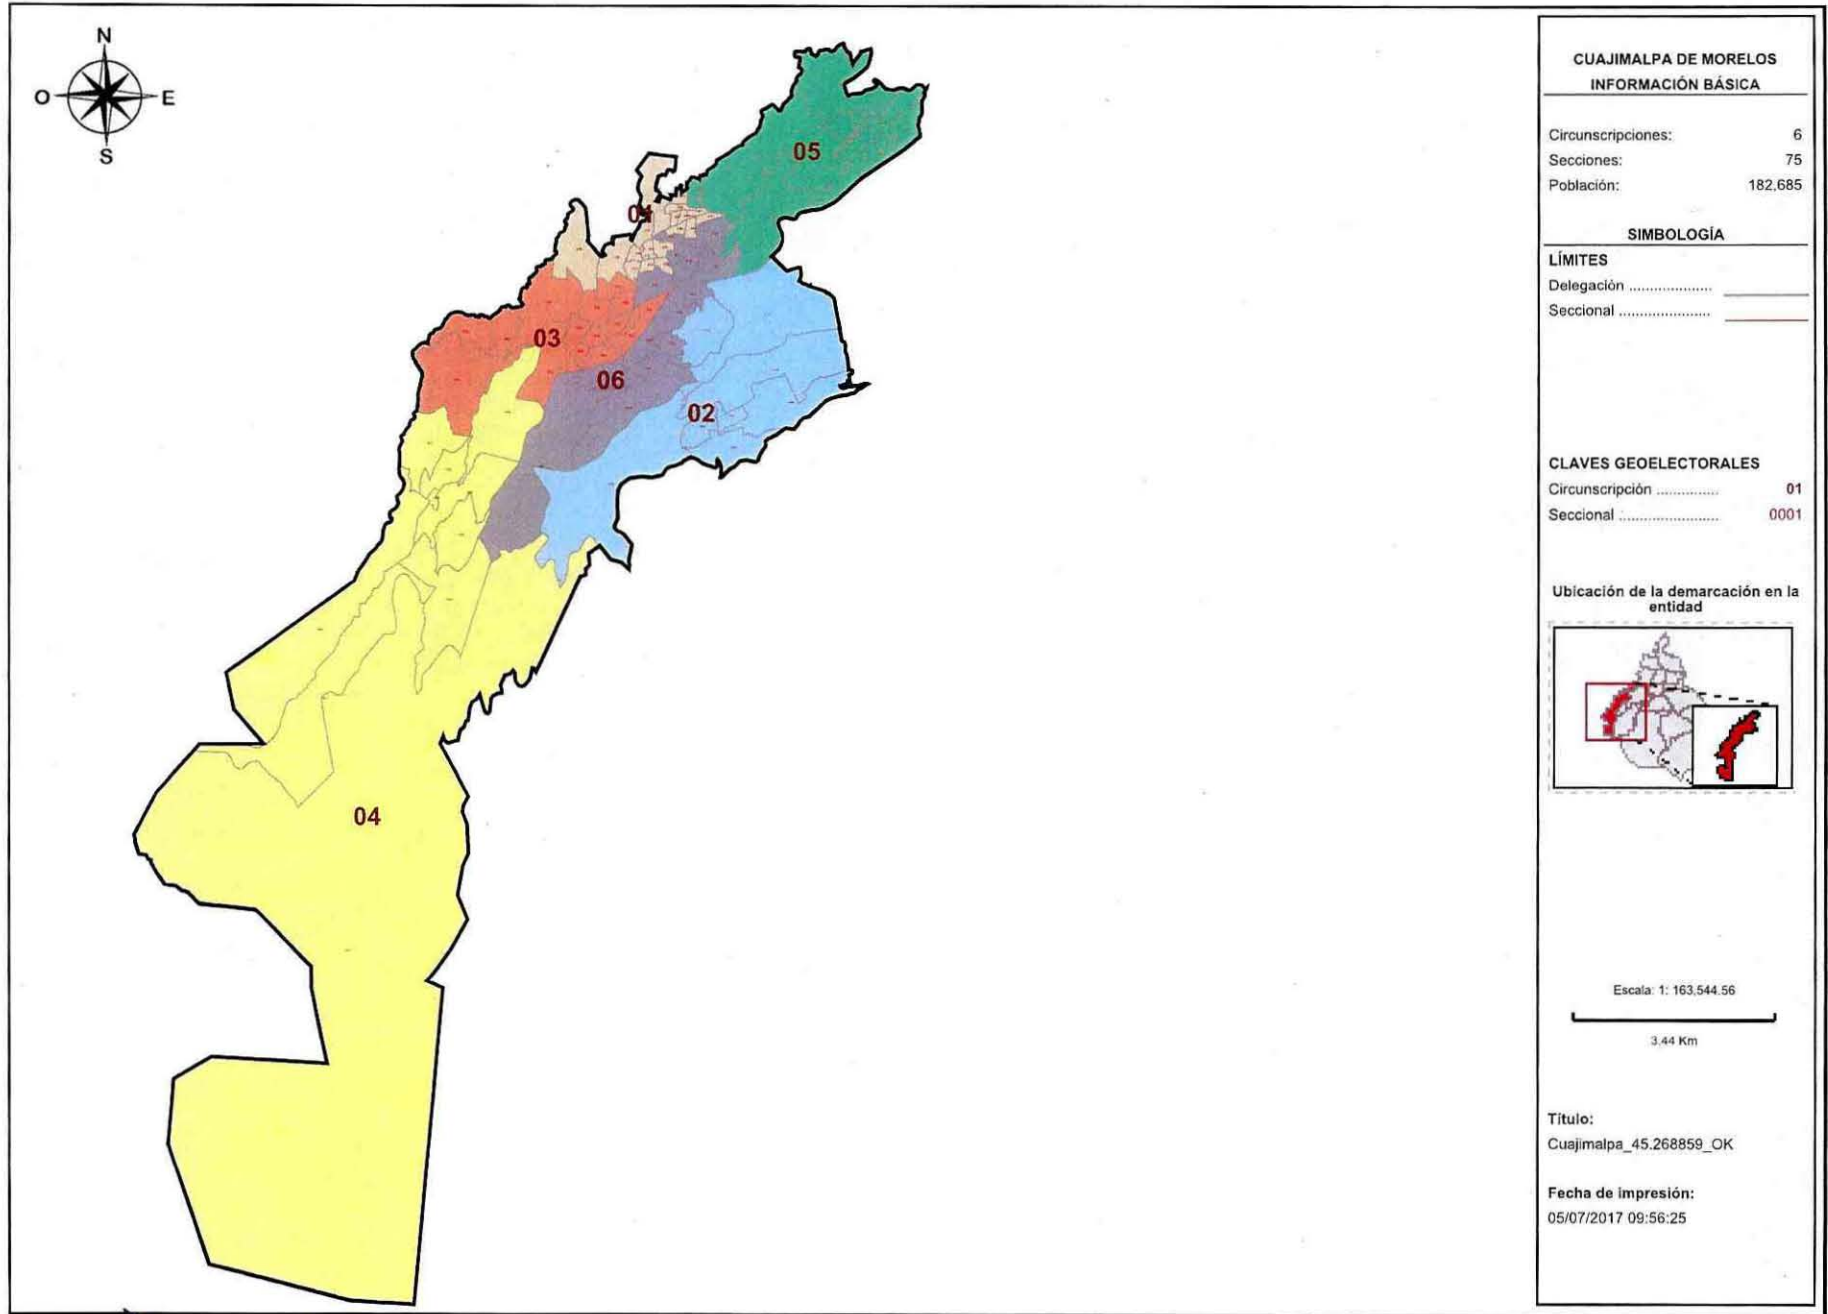 N
O E
S
05
01
03
06
02
04
CUAJIMALPA DE MORELOS
INFORMACIÓN BÁSICA
Circunscripciones: 6
Secciones: 75
Población: 182,685
SIMBOLOGÍA
LÍMITES
Delegación ....................
Seccional ......................
CLAVES GEOELECTORALES
Circunscripción ............... 01
Seccional ........................ 0001
Ubicación de la demarcación en la
entidad
Escala: 1: 163,544.56
3.44 Km
Título:
Cuajimalpa_45.268859_OK
Fecha de impresión:
05/07/2017 09:56:25